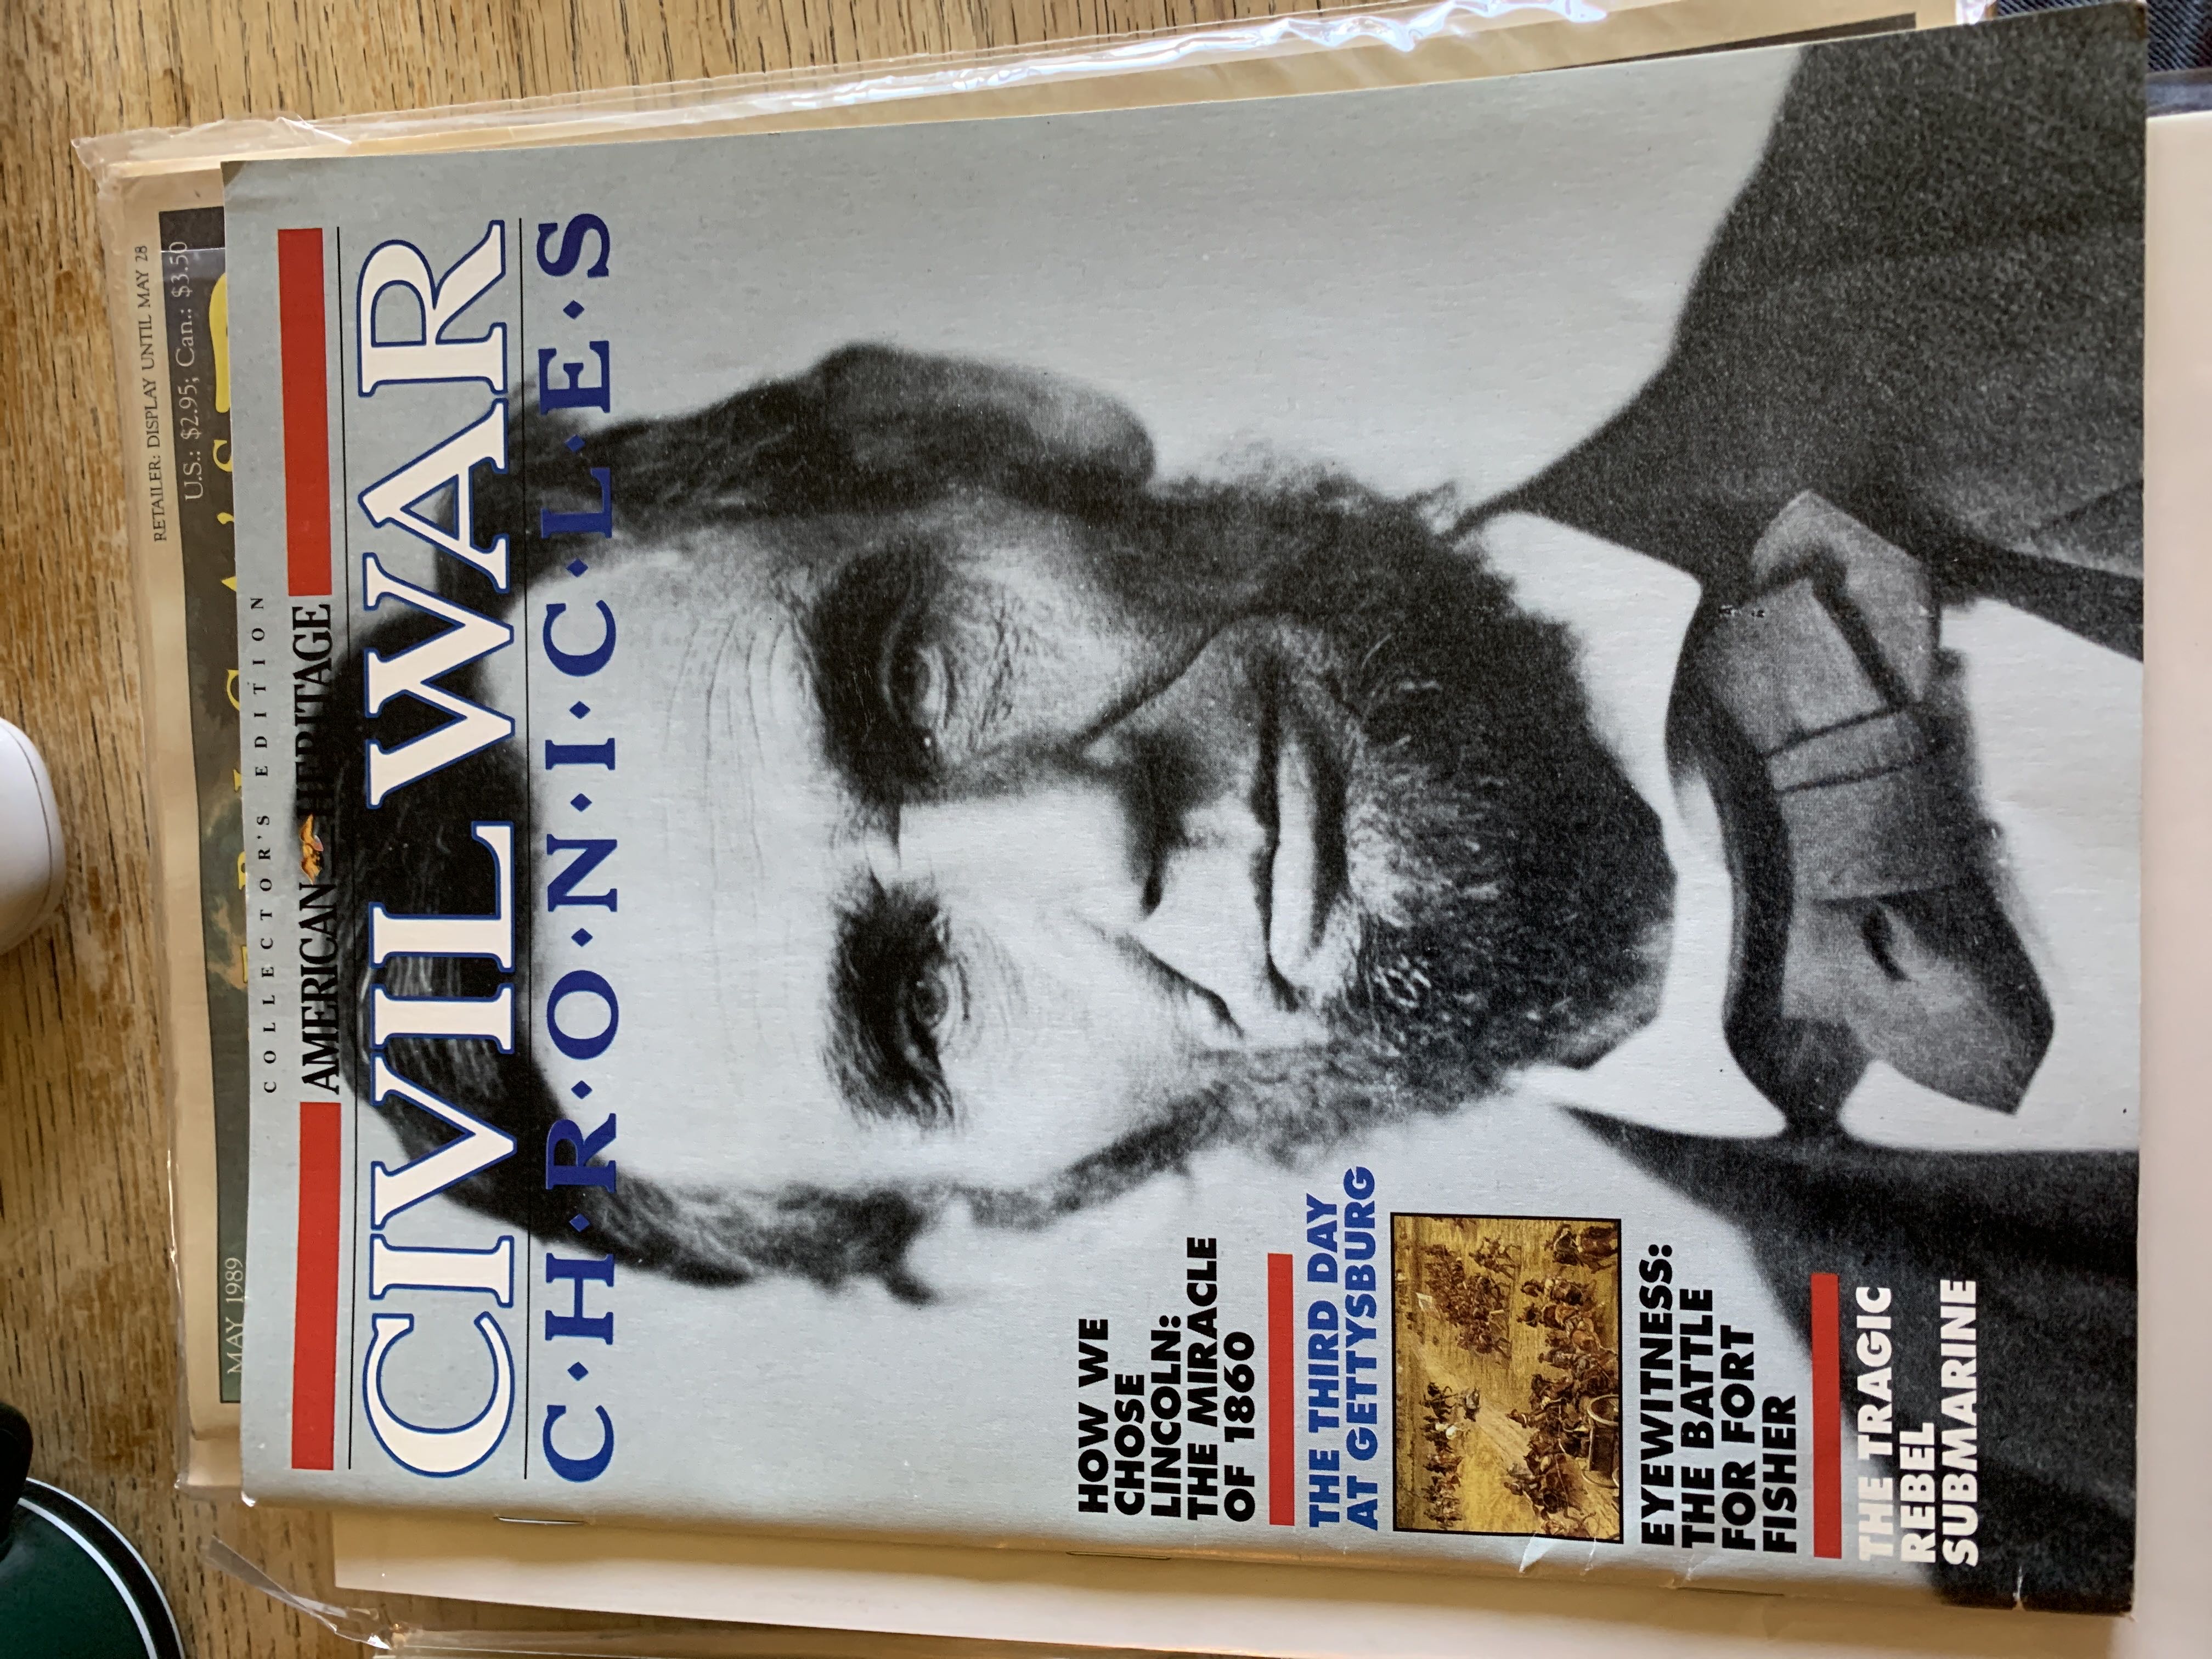 RETAILER: DISPLAY UNTIL MAY 28
MAY 1989
U.S.: $2.95; Can.: $3.50
COLLECTOR'S EDITION
AMERICAN HERITAGE
CIVIL WAR
C•H•R•O•N•I•C•L•E•S
HOW WE
CHOSE
LINCOLN:
THE MIRACLE
OF 1860
THE THIRD DAY
AT GETTYSBURG
EYEWITNESS:
THE BATTLE
FOR FORT
FISHER
THE TRAGIC
REBEL
SUBMARINE